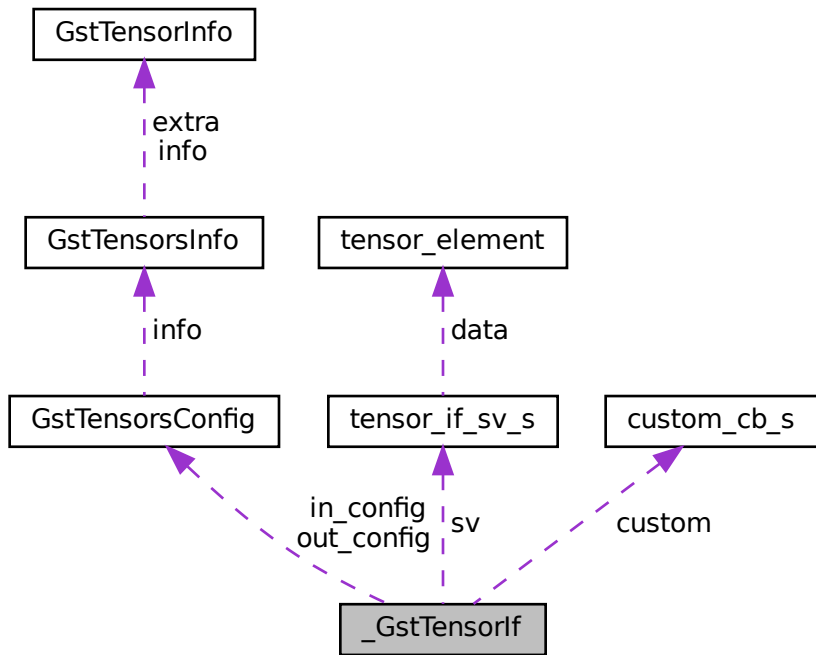 GstTensorInfo
extra
info
GstTensorsInfo
tensor_element
info
data
GstTensorsConfig
tensor_if_sv_s
custom_cb_s
in_config
out_config
sv
custom
_GstTensorIf